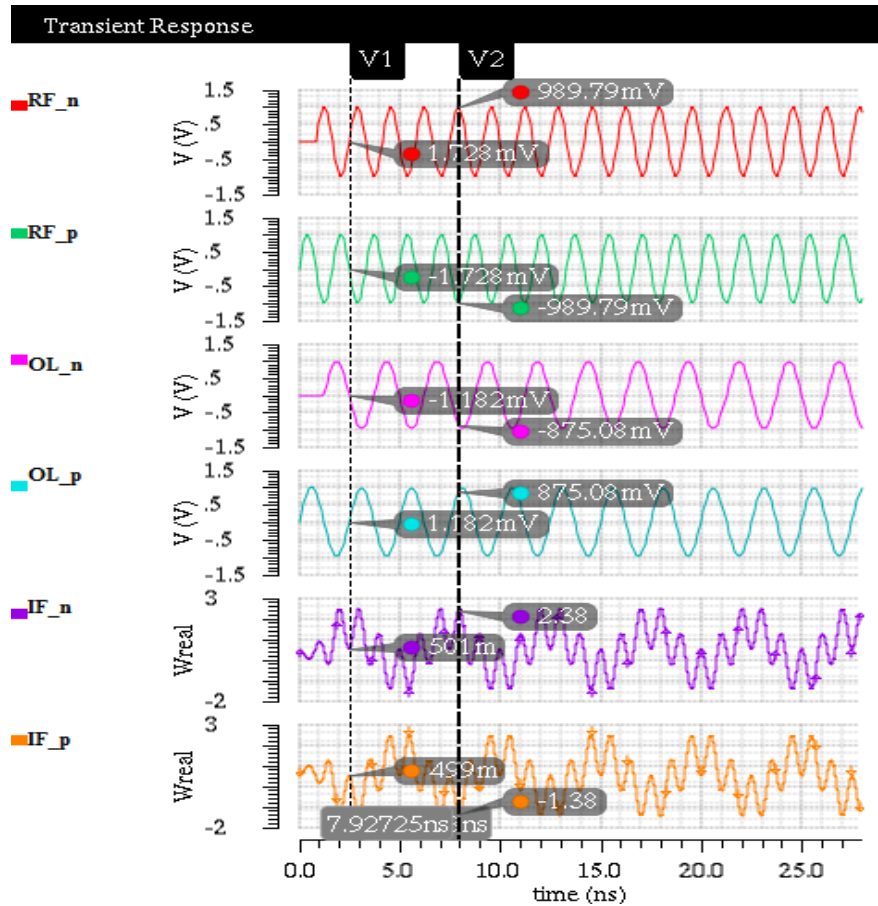 Transient Response
V1
V2
RF_n
1.5
.5
-.5
-1.5
V (V)
989.79mV
1.728mV
RF_p
1.5
.5
-.5
-1.5
V (V)
-1.728mV
-989.79mV
OL_n
1.5
.5
-.5
-1.5
V (V)
-1.182mV
-875.08mV
OL_p
1.5
.5
-.5
-1.5
V (V)
875.08mV
1.182mV
IF_n
3
-2
Wreal
2.38
501m
IF_p
3
-2
Wreal
499m
-1.38
7.92725ns
ns
0.0 5.0 10.0 15.0 20.0 25.0
time (ns)